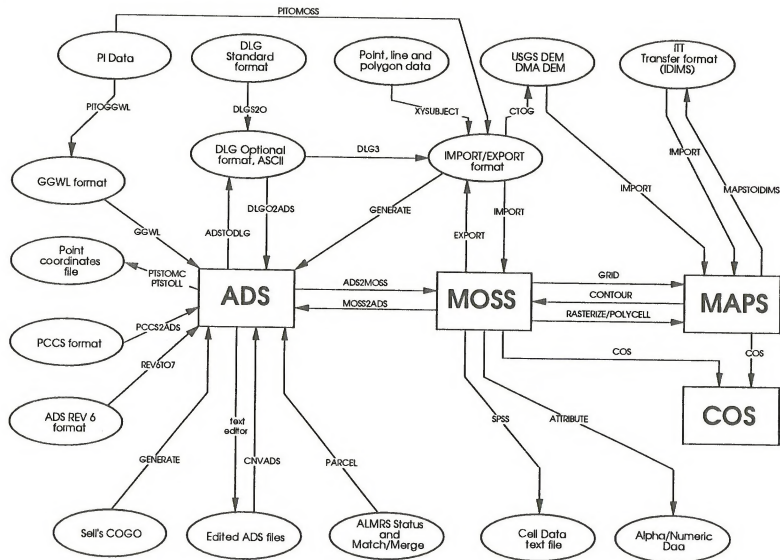 PITOMOSS
PI Data
DLG
Standard
format
Point, line and
polygon data
USGS DEM
DMA DEM
ITT
Transfer format
(IDIMS)
PITOGGWL
DLGS2O
XYSUBJECT
CTOG
DLG Optional
format, ASCII
DLG3
IMPORT/EXPORT
format
IMPORT
GGWL format
IMPORT
MAPSTOIDIMS
ADSTODLG
DLGO2ADS
GENERATE
EXPORT
IMPORT
GGWL
Point
coordinates
file
PTSTOMC
PTSTOLL
ADS
ADS2MOSS
MOSS2ADS
MOSS
GRID
CONTOUR
RASTERIZE/POLYCELL
MAPS
PCCS format
PCCS2ADS
REV6TO7
COS
COS
COS
ADS REV 6
format
text
editor
SPSS
ATTRIBUTE
GENERATE
CNVADS
PARCEL
Sell's COGO
Edited ADS files
ALMRS Status
and
Match/Merge
Cell Data
text file
Alpha/Numeric
Daa